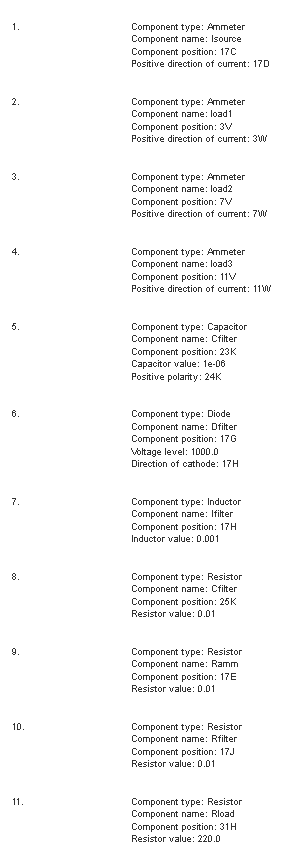 1. Component type: Ammeter
Component name: Isource
Component position: 17C
Positive direction of current: 17D
2. Component type: Ammeter
Component name: load1
Component position: 3V
Positive direction of current: 3W
3. Component type: Ammeter
Component name: load2
Component position: 7V
Positive direction of current: 7W
4. Component type: Ammeter
Component name: load3
Component position: 11V
Positive direction of current: 11W
5. Component type: Capacitor
Component name: Cfilter
Component position: 23K
Capacitor value: 1e-06
Positive polarity: 24K
6. Component type: Diode
Component name: Dfilter
Component position: 17G
Voltage level: 1000.0
Direction of cathode: 17H
7. Component type: Inductor
Component name: lfilter
Component position: 17H
Inductor value: 0.001
8. Component type: Resistor
Component name: Cfilter
Component position: 25K
Resistor value: 0.01
9. Component type: Resistor
Component name: Ramm
Component position: 17E
Resistor value: 0.01
10. Component type: Resistor
Component name: Rfilter
Component position: 17J
Resistor value: 0.01
11. Component type: Resistor
Component name: Rload
Component position: 31H
Resistor value: 220.0